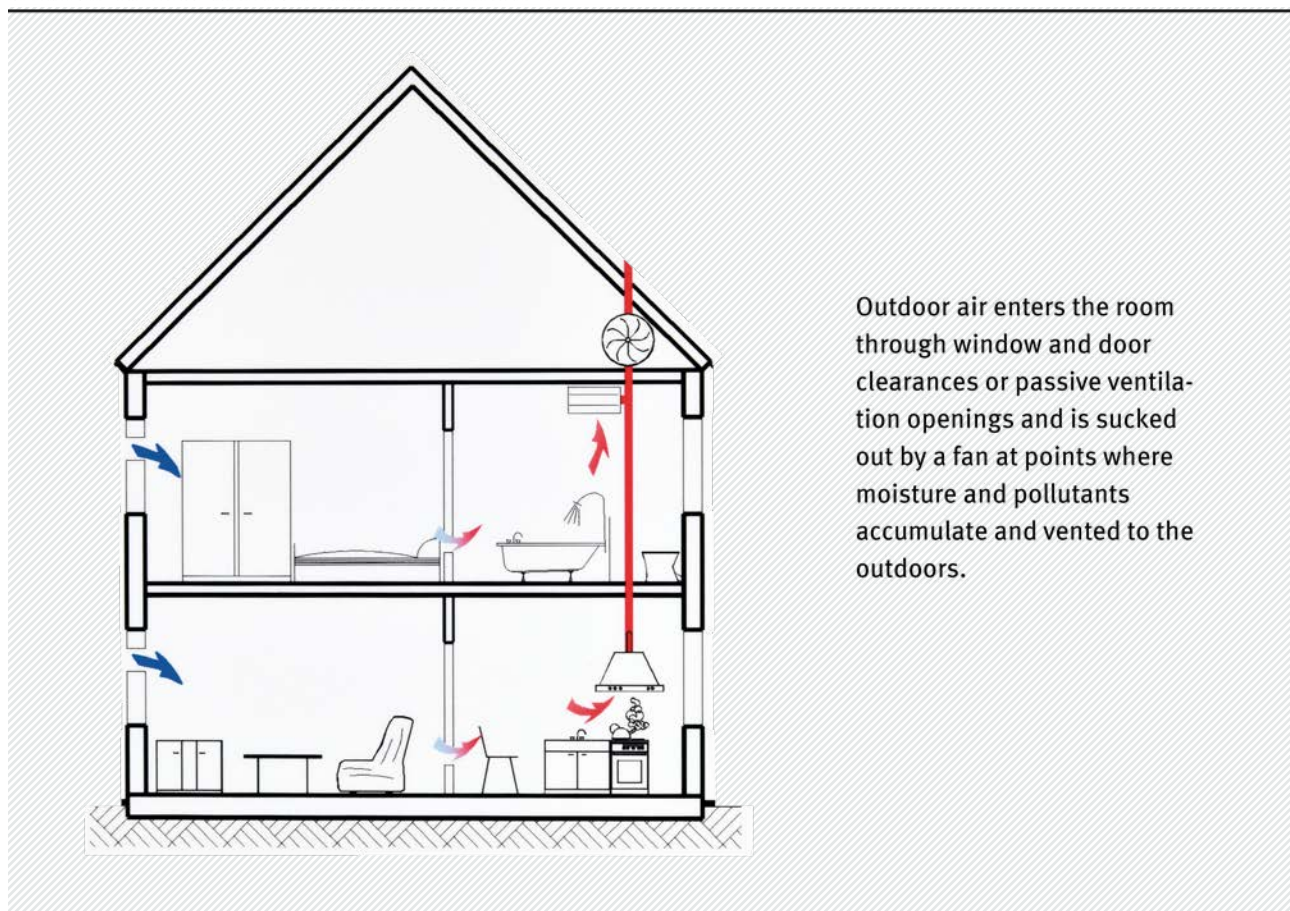 Outdoor air enters the room
through window and door
clearances or passive ventila-
tion openings and is sucked
out by a fan at points where
moisture and pollutants
accumulate and vented to the
outdoors.